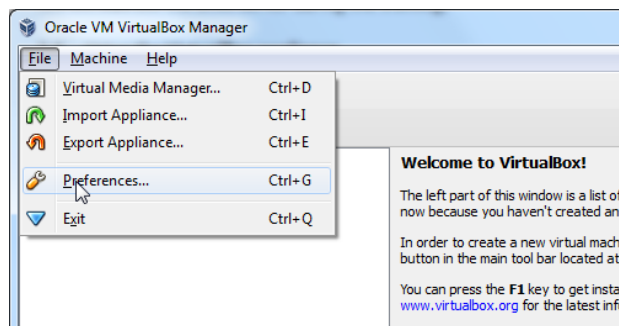 Oracle VM VirtualBox Manager
File Machine Help
Virtual Media Manager... Ctrl+D
Import Appliance... Ctrl+I
Export Appliance... Ctrl+E
Preferences... Ctrl+G
Exit Ctrl+Q
Welcome to VirtualBox!
The left part of this window is a list of
now because you haven't created an
In order to create a new virtual mach
button in the main tool bar located at
You can press the F1 key to get insta
www.virtualbox.org for the latest inf